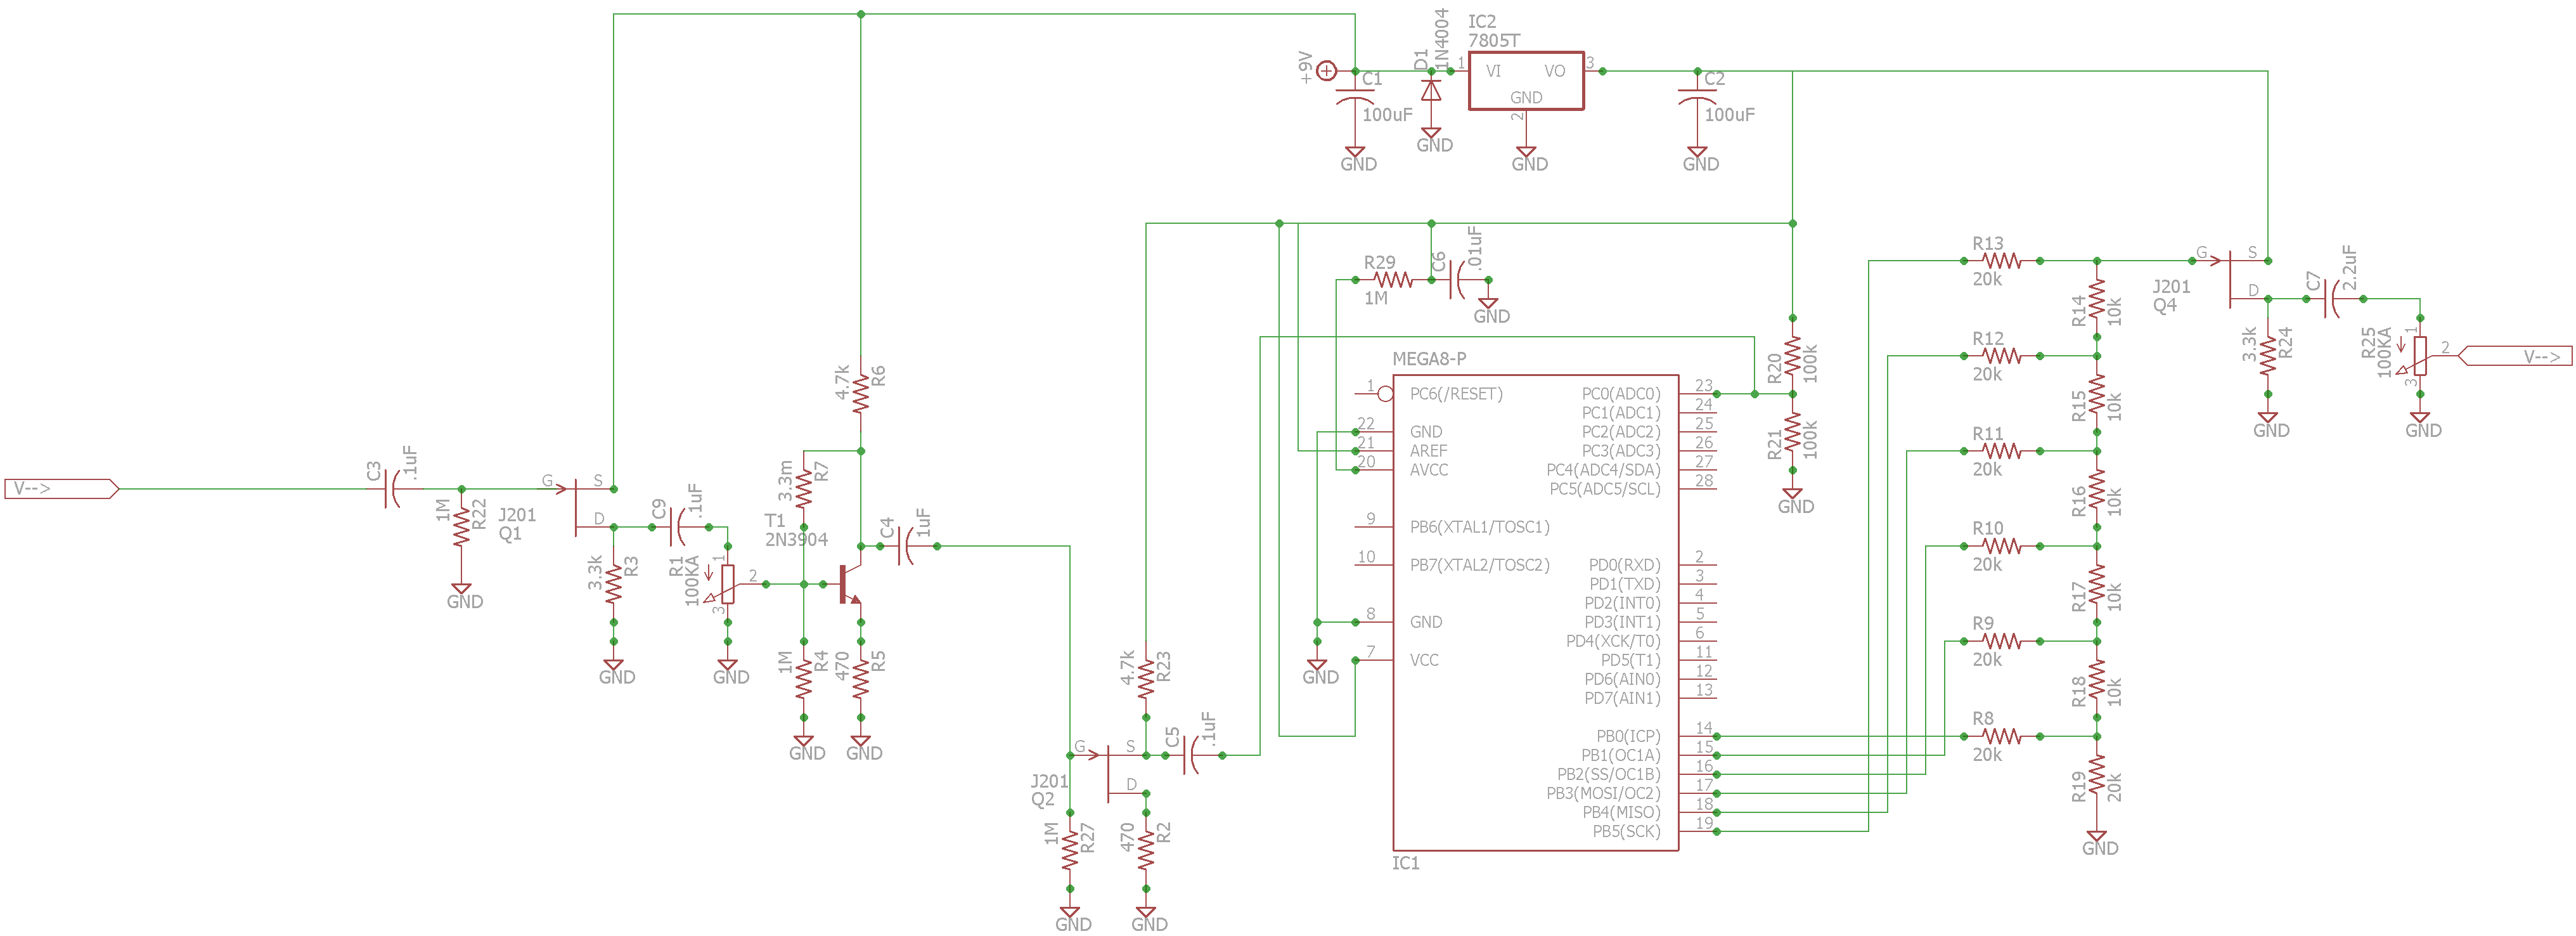 +9V
C1
100uF
GND
D1
1N4004
GND
IC2
7805T
1
VI
VO
3
GND
2
GND
C2
100uF
GND
V-->
C3
.1uF
1M
R22
GND
J201
Q1
G
S
D
3.3k
R3
GND
C9
.1uF
R1
100KA
1
2
3
GND
4.7k
R6
3.3m
R7
T1
2N3904
1M
R4
GND
470
R5
GND
C4
1uF
J201
Q2
G
S
D
1M
R27
GND
470
R2
GND
4.7k
R23
C5
.1uF
R29
1M
C6
.01uF
GND
MEGA8-P
1
PC6(/RESET)
22
GND
21
AREF
20
AVCC
9
PB6(XTAL1/TOSC1)
10
PB7(XTAL2/TOSC2)
8
GND
7
VCC
GND
PC0(ADC0)
23
PC1(ADC1)
24
PC2(ADC2)
25
PC3(ADC3)
26
PC4(ADC4/SDA)
27
PC5(ADC5/SCL)
28
PD0(RXD)
2
PD1(TXD)
3
PD2(INT0)
4
PD3(INT1)
5
PD4(XCK/T0)
6
PD5(T1)
11
PD6(AIN0)
12
PD7(AIN1)
13
PB0(ICP)
14
PB1(OC1A)
15
PB2(SS/OC1B)
16
PB3(MOSI/OC2)
17
PB4(MISO)
18
PB5(SCK)
19
IC1
R20
100k
R21
100k
GND
R13
20k
R12
20k
R11
20k
R10
20k
R9
20k
R8
20k
R14
10k
R15
10k
R16
10k
R17
10k
R18
10k
R19
20k
GND
J201
Q4
G
S
D
3.3k
R24
GND
C7
2.2uF
R25
100KA
1
2
3
GND
V-->